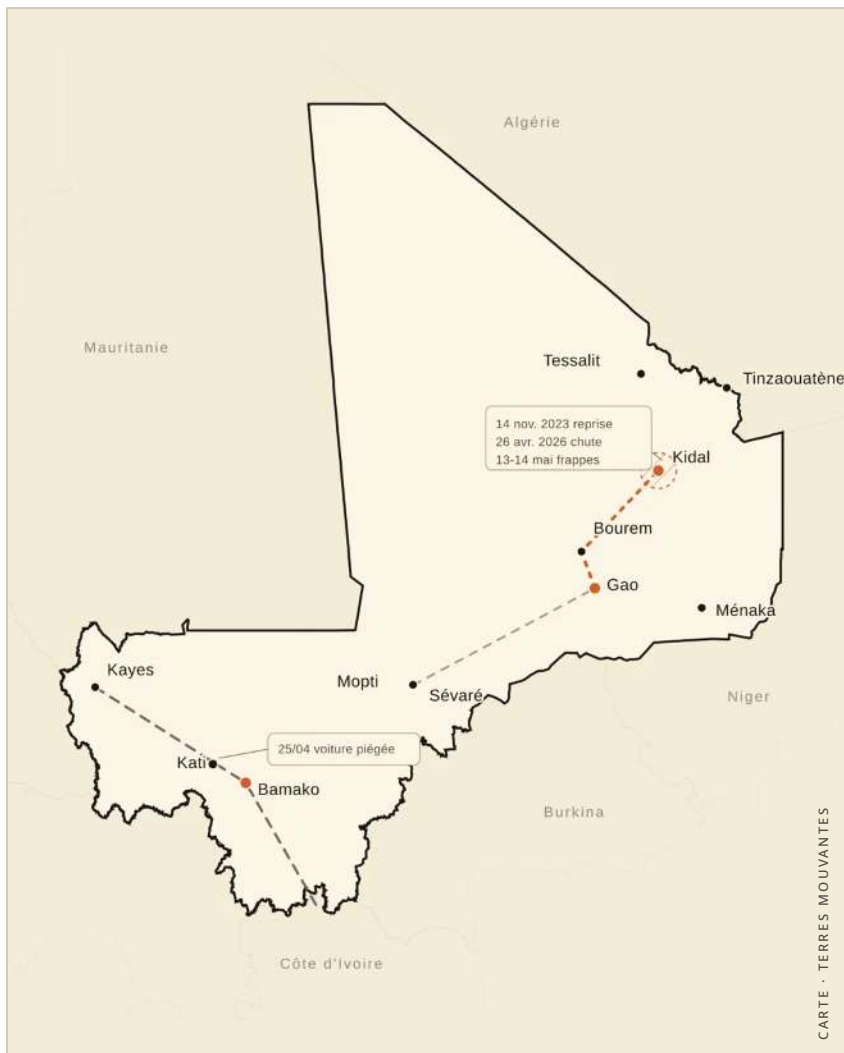 Algérie
Mauritanie
Tessalit
Tinzaouatène
14 nov. 2023 reprise
26 avr. 2026 chute
13-14 mai frappes
Kidal
Bourem
Gao
Ménaka
Kayes
Mopti
Sévaré
Niger
25/04 voiture piégée
Kati
Bamako
Burkina
Côte d'Ivoire
CARTE · TERRES MOUVANTES